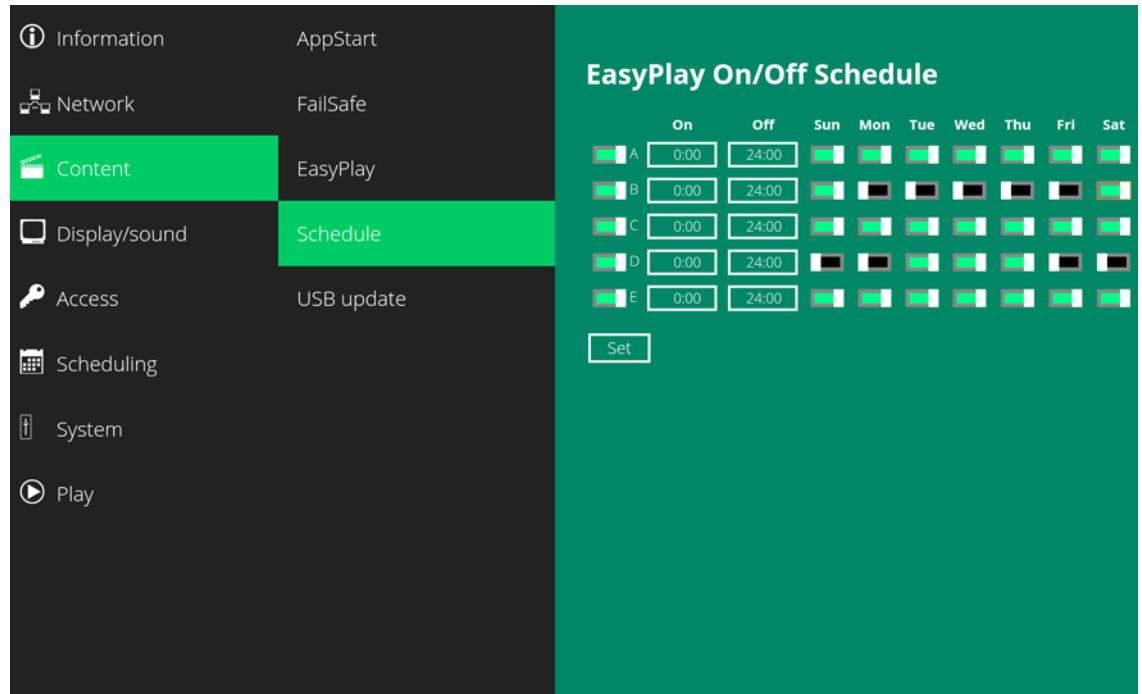 Information
Network
Content
Display/sound
Access
Scheduling
System
Play
AppStart
FailSafe
EasyPlay
Schedule
USB update
EasyPlay On/Off Schedule
On Off Sun Mon Tue Wed Thu Fri Sat
A 0:00 24:00
B 0:00 24:00
C 0:00 24:00
D 0:00 24:00
E 0:00 24:00
Set